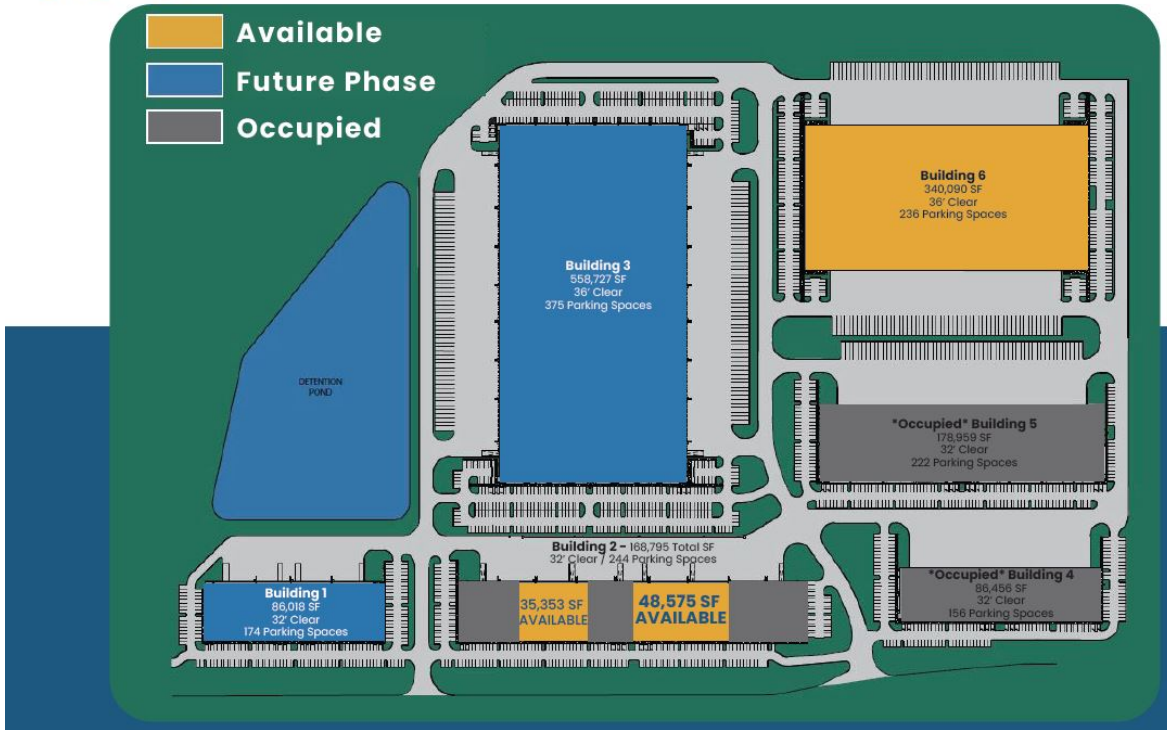 Available
Future Phase
Occupied
Building 6
340,090 SF
36' Clear
236 Parking Spaces
Building 3
558,727 SF
36' Clear
375 Parking Spaces
DETENTION
POND
*Occupied* Building 5
178,959 SF
32' Clear
222 Parking Spaces
Building 2 - 168,795 Total SF
32' Clear / 244 Parking Spaces
Building 1
86,018 SF
32' Clear
174 Parking Spaces
35,353 SF
AVAILABLE
48,575 SF
AVAILABLE
*Occupied* Building 4
86,456 SF
32' Clear
156 Parking Spaces